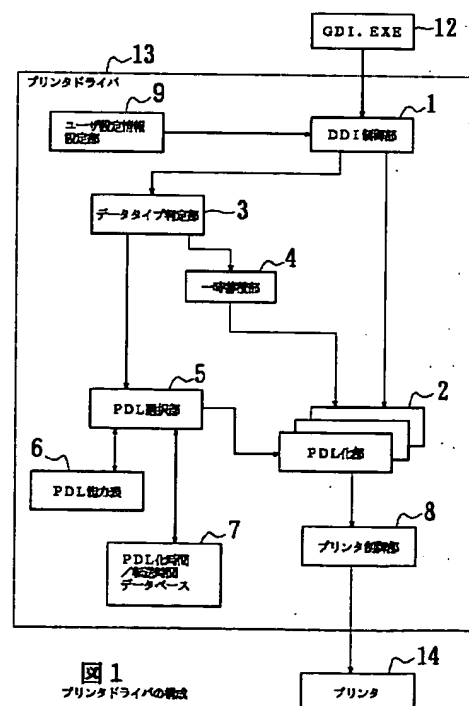 GDI.EXE
12
13
プリンタドライバ
9
ユーザ設定情報
設定部
1
DDI制御部
データタイプ判定部
3
4
一時蓄積部
5
PDL選択部
2
PDL化部
6
PDL能力表
7
PDL化時間
/転送時間
データベース
8
プリンタ制御部
図1
プリンタドライバの構成
14
プリンタ